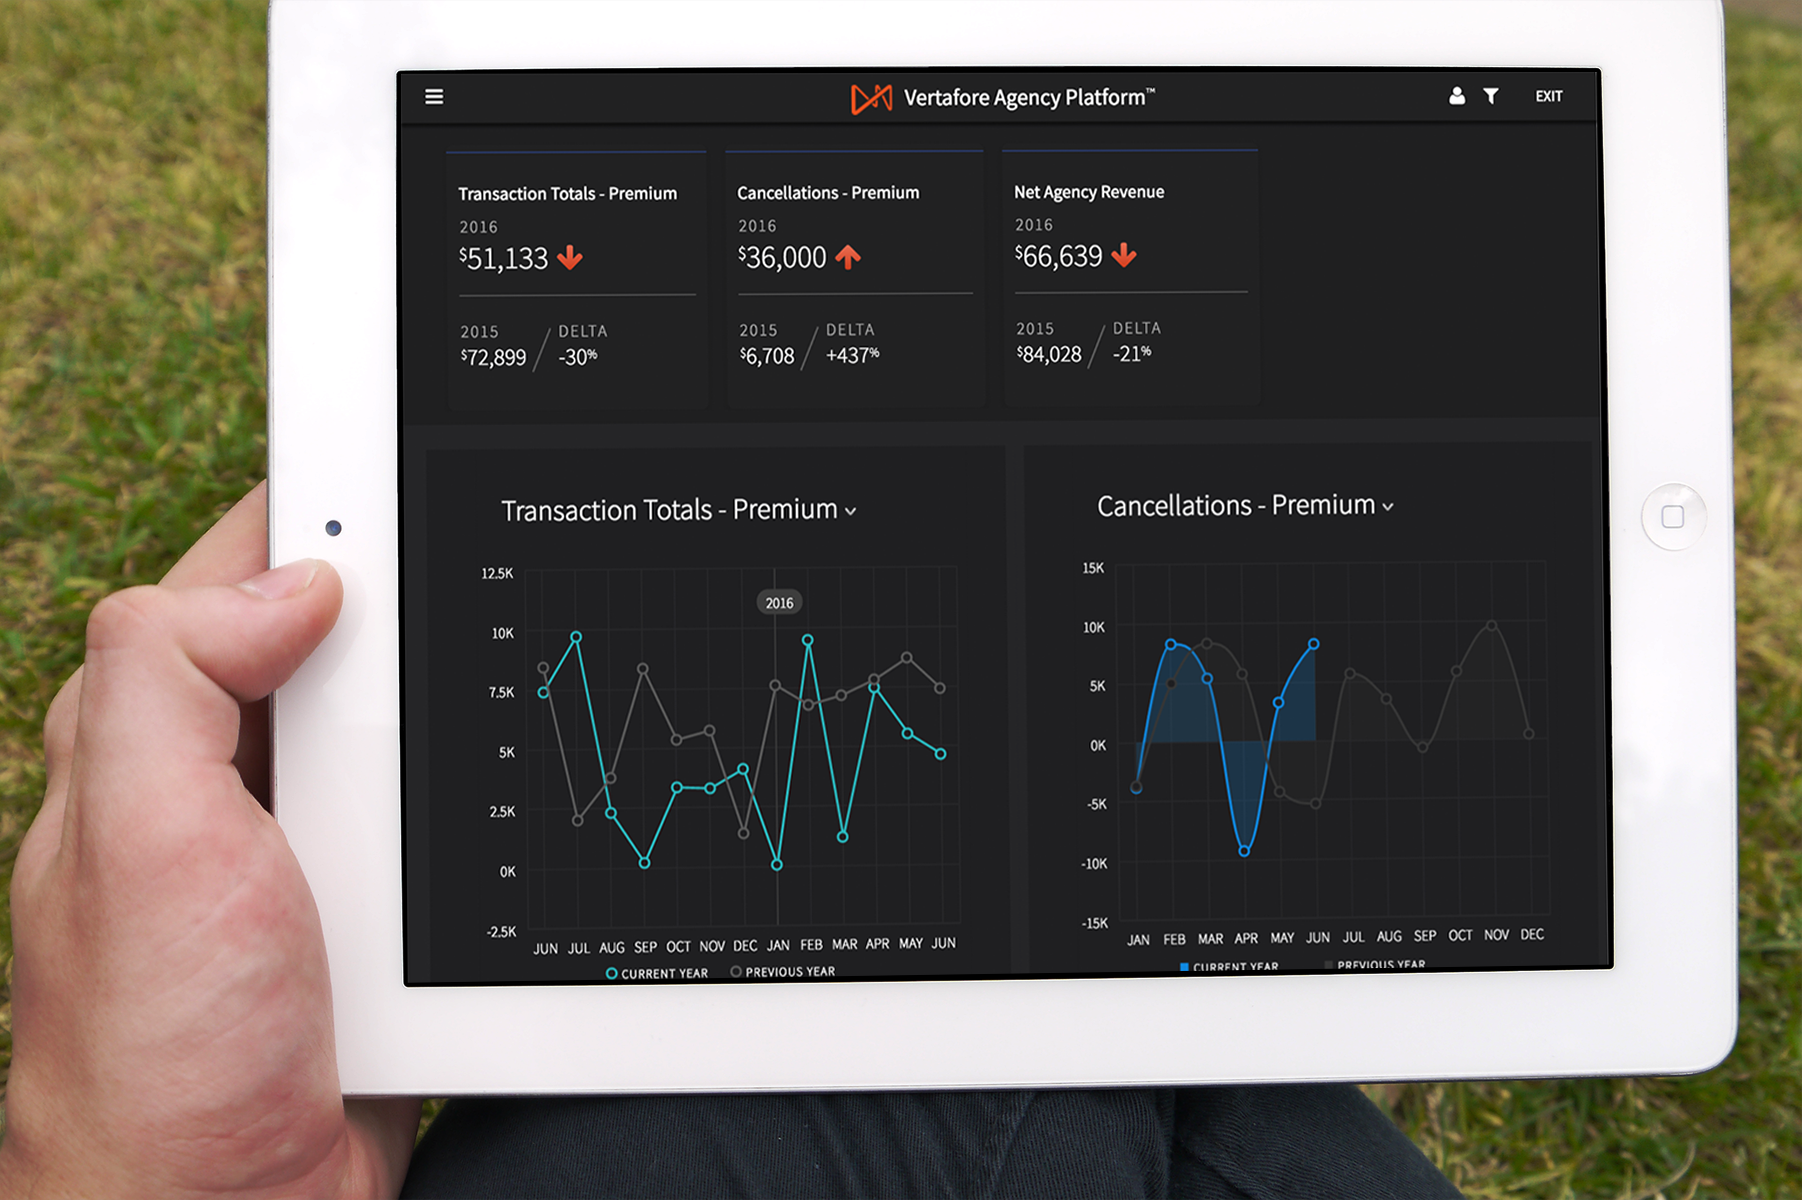 Vertafore Agency Platform™
EXIT
Transaction Totals - Premium
2016
$51,133
2015
DELTA
$72,899
-30%
Cancellations - Premium
2016
$36,000
2015
DELTA
$6,708
+437%
Net Agency Revenue
2016
$66,639
2015
DELTA
$84,028
-21%
Transaction Totals - Premium
12.5K
10K
7.5K
5K
2.5K
0K
-2.5K
2016
JUN JUL AUG SEP OCT NOV DEC JAN FEB MAR APR MAY JUN
CURRENT YEAR PREVIOUS YEAR
Cancellations - Premium
15K
10K
5K
0K
-5K
-10K
-15K
JAN FEB MAR APR MAY JUN JUL AUG SEP OCT NOV DEC
CURRENT YEAR PREVIOUS YEAR